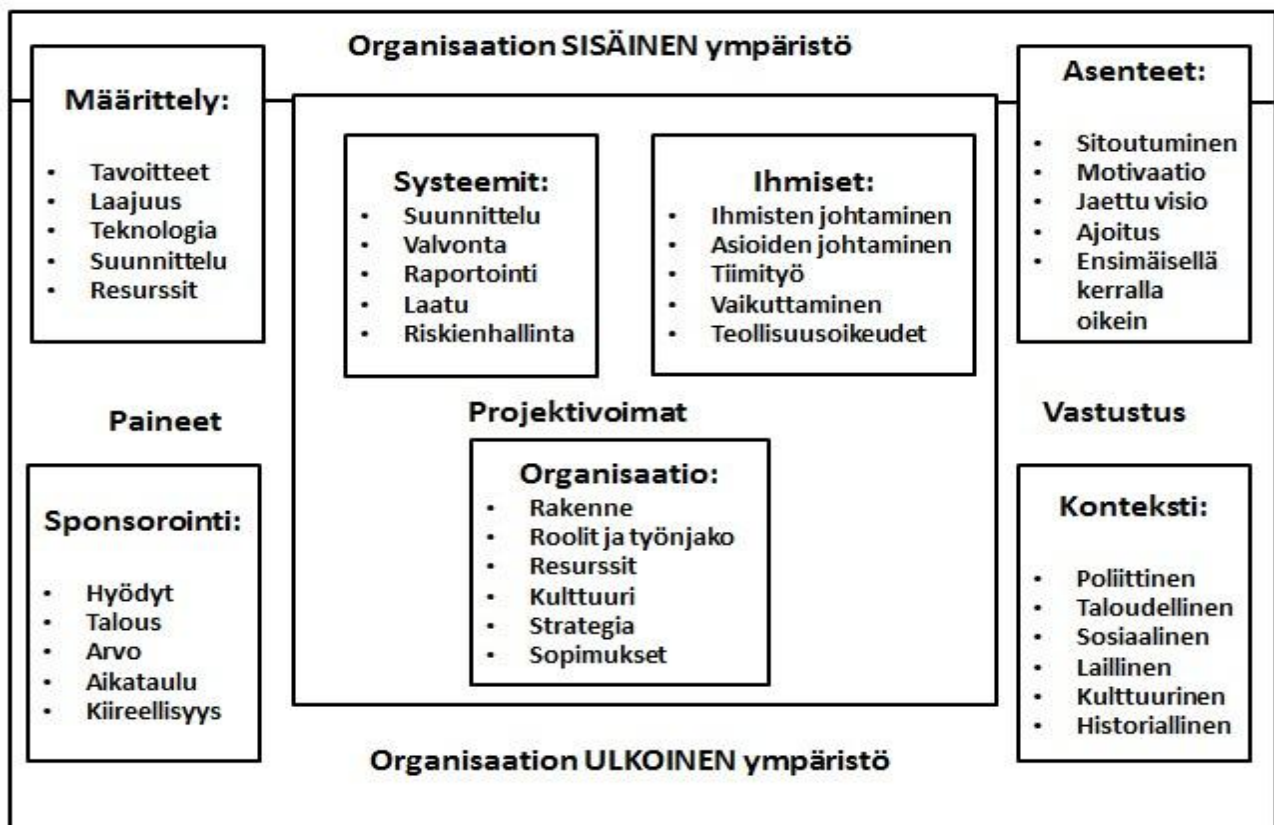 Organisaation SISÄINEN ympäristö
Määrittely:
• Tavoitteet
• Laajuus
• Teknologia
• Suunnittelu
• Resurssit
Systeemit:
• Suunnittelu
• Valvonta
• Raportointi
• Laatu
• Riskienhallinta
Ihmiset:
• Ihmisten johtaminen
• Asioiden johtaminen
• Tiimityö
• Vaikuttaminen
• Teollisuusoikeudet
Asenteet:
• Sitoutuminen
• Motivaatio
• Jaettu visio
• Ajoitus
• Ensimäisellä
kerralla
oikein
Paineet
Projektivoimat
Vastustus
Sponsorointi:
• Hyödyt
• Talous
• Arvo
• Aikataulu
• Kiireellisyys
Organisaatio:
• Rakenne
• Roolit ja työnjako
• Resurssit
• Kulttuuri
• Strategia
• Sopimukset
Konteksti:
• Poliittinen
• Taloudellinen
• Sosiaalinen
• Laillinen
• Kulttuurinen
• Historiallinen
Organisaation ULKOINEN ympäristö